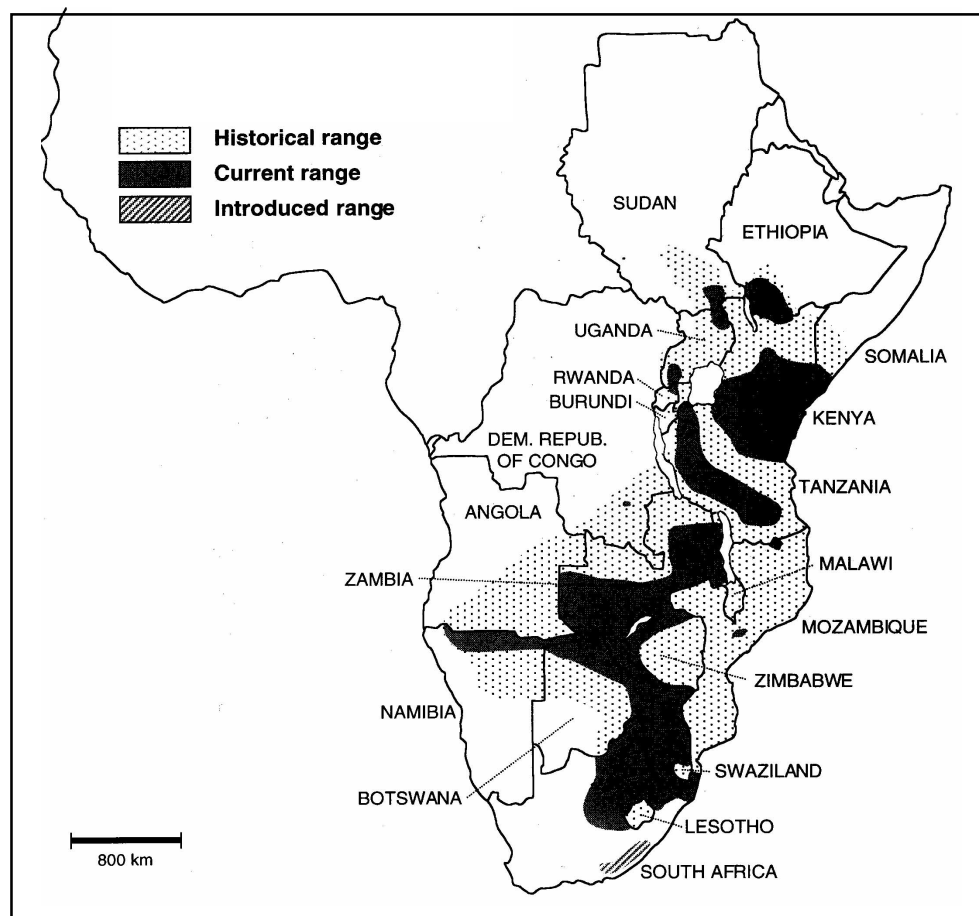 Historical range
Current range
Introduced range
SUDAN
ETHIOPIA
UGANDA
SOMALIA
RWANDA
BURUNDI
KENYA
DEM. REPUB.
OF CONGO
TANZANIA
ANGOLA
MALAWI
ZAMBIA
MOZAMBIQUE
ZIMBABWE
NAMIBIA
SWAZILAND
BOTSWANA
LESOTHO
800 km
SOUTH AFRICA